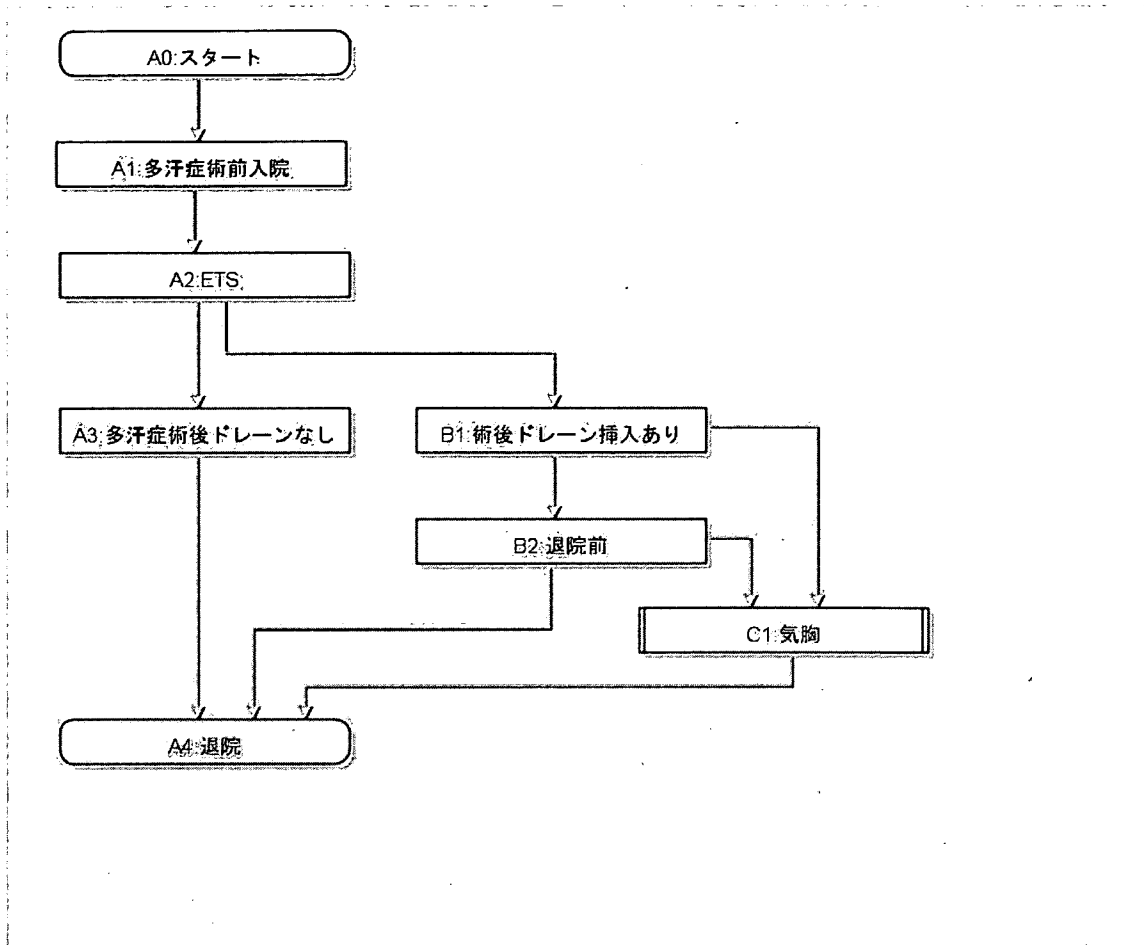 A0:スタート
A1:多汗症術前入院
A2:ETS
A3:多汗症術後ドレーンなし
B1:術後ドレーン挿入あり
B2:退院前
C1:気胸
A4:退院